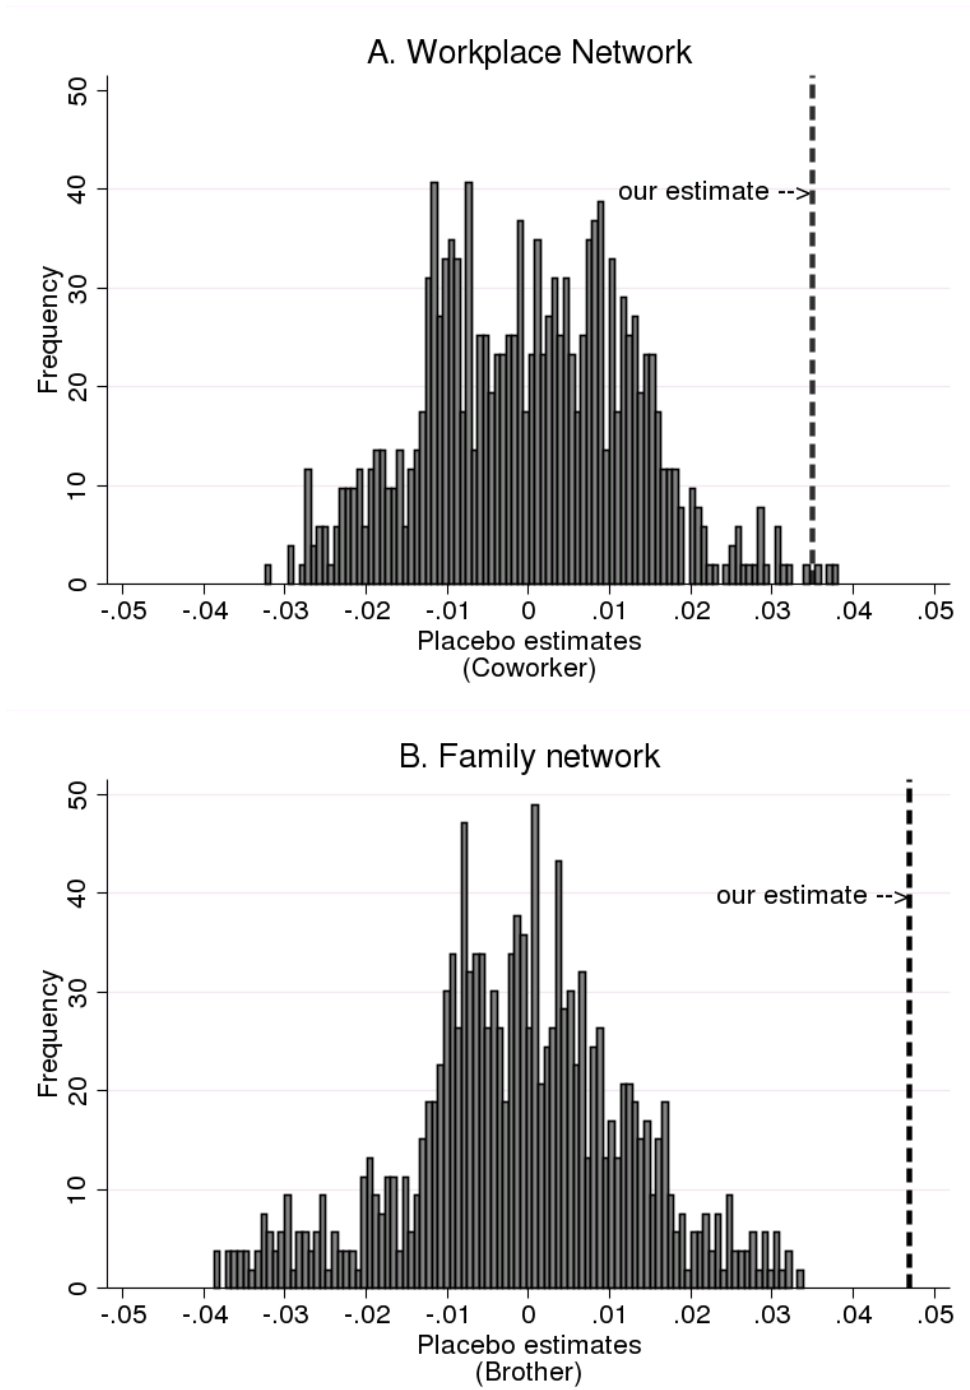 A. Workplace Network
50
40
30
20
10
0
Frequency
our estimate -->
-.05 -.04 -.03 -.02 -.01 0 .01 .02 .03 .04 .05
Placebo estimates
(Coworker)
B. Family network
50
40
30
20
10
0
Frequency
our estimate -->
-.05 -.04 -.03 -.02 -.01 0 .01 .02 .03 .04 .05
Placebo estimates
(Brother)